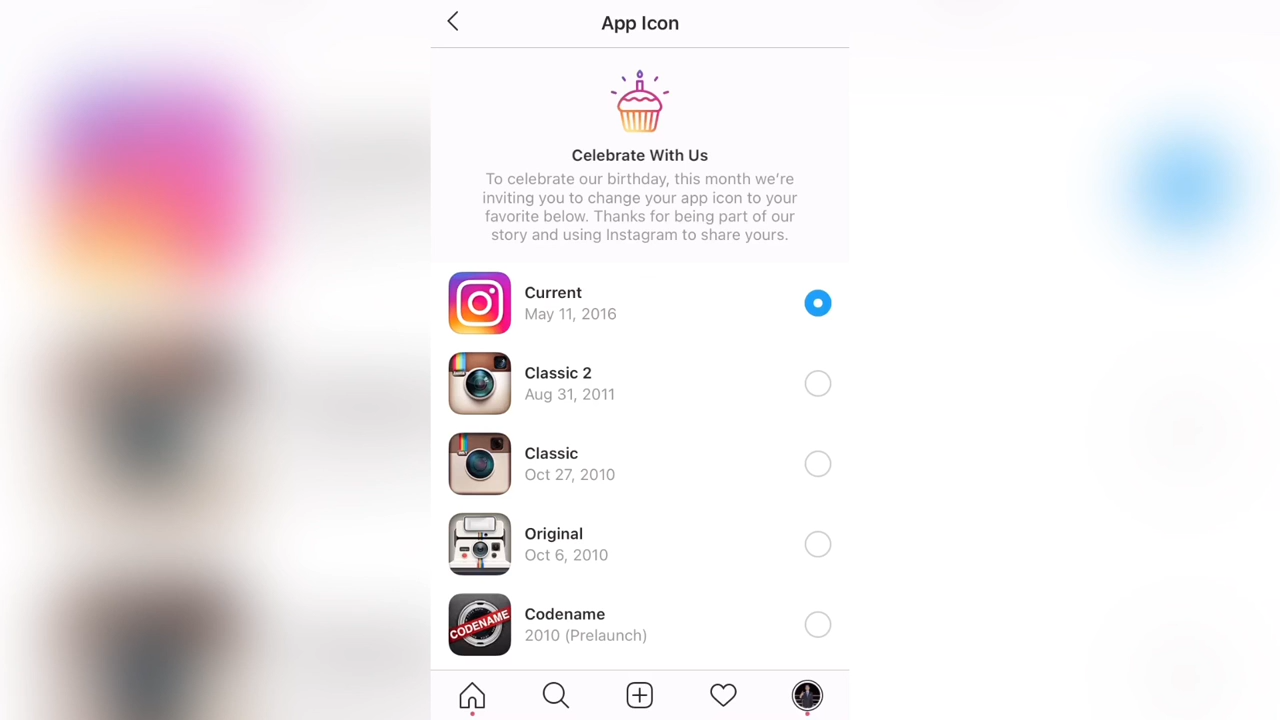 App Icon
Celebrate With Us
To celebrate our birthday, this month we're
inviting you to change your app icon to your
favorite below. Thanks for being part of our
story and using Instagram to share yours.
Current
May 11, 2016
Classic 2
Aug 31, 2011
Classic
Oct 27, 2010
Original
Oct 6, 2010
CODENAME
Codename
2010 (Prelaunch)